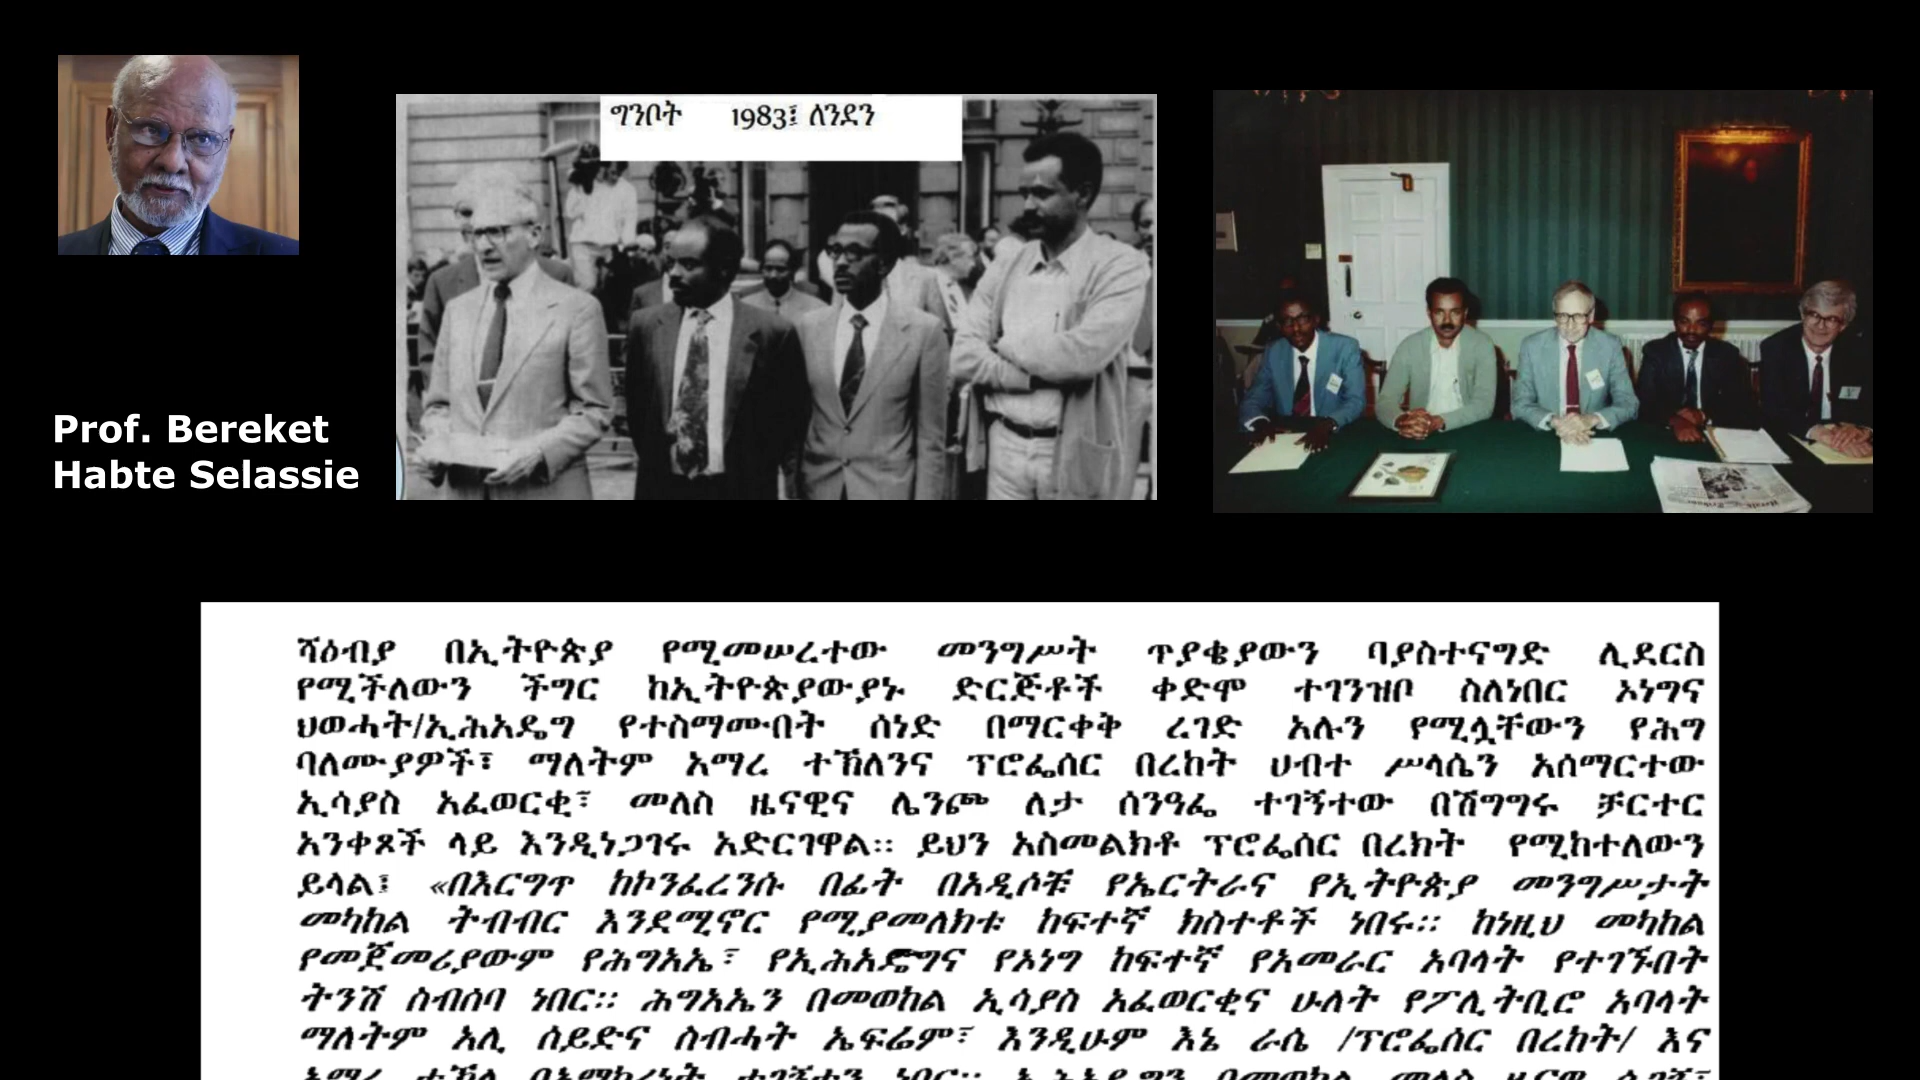 Prof. Bereket
Habte Selassie
ግንቦት 1983፤ ለንደን
ሻዕብያ በኢትዮጵያ የሚመሠረተው መንግሥት ጥያቄያውን ባያስተናግድ ሊደርስ
የሚችለውን ችግር ከኢትዮጵያውያኑ ድርጅቶች ቀድሞ ተገንዝቦ ስለነበር ኦነግና
ህወሓት/ኢሕአዴግ የተስማሙበት ሰነድ በማርቀቅ ረገድ አሉን የሚሏቸውን የሕግ
ባለሙያዎች፣ ማለትም አማረ ተኽለንና ፕሮፌሰር በረከት ሀብተ ሥላሴን አሰማርተው
ኢሳያስ አፈወርቂ፣ መለስ ዜናዊና ሌንጮ ለታ ሰንዓፌ ተገኝተው በሽግግሩ ቻርተር
አንቀጾች ላይ እንዲነጋገሩ አድርገዋል። ይህን አስመልክቶ ፕሮፌሰር በረክት የሚከተለውን
ይላል፤ «በእርግጥ ከኮንፈረንሱ በፊት በአዲሶቹ የኤርትራና የኢትዮጵያ መንግሥታት
መካከል ትብብር እንደሚኖር የሚያመለክቱ ከፍተኛ ክስተቶች ነበሩ። ከነዚህ መካከል
የመጀመሪያውም የሕግአኤ፣ የኢሕአዴግና የኦነግ ከፍተኛ የአመራር አባላት የተገኙበት
ትንሽ ስብሰባ ነበር። ሕግአኤን በመወከል ኢሳያስ አፈወርቂና ሁለት የፖሊትቢሮ አባላት
ማለትም አሊ ሰይድና ስብሓት ኤፍሬም፣ እንዲሁም እኔ ራሴ /ፕሮፌሰር በረከት/ እና